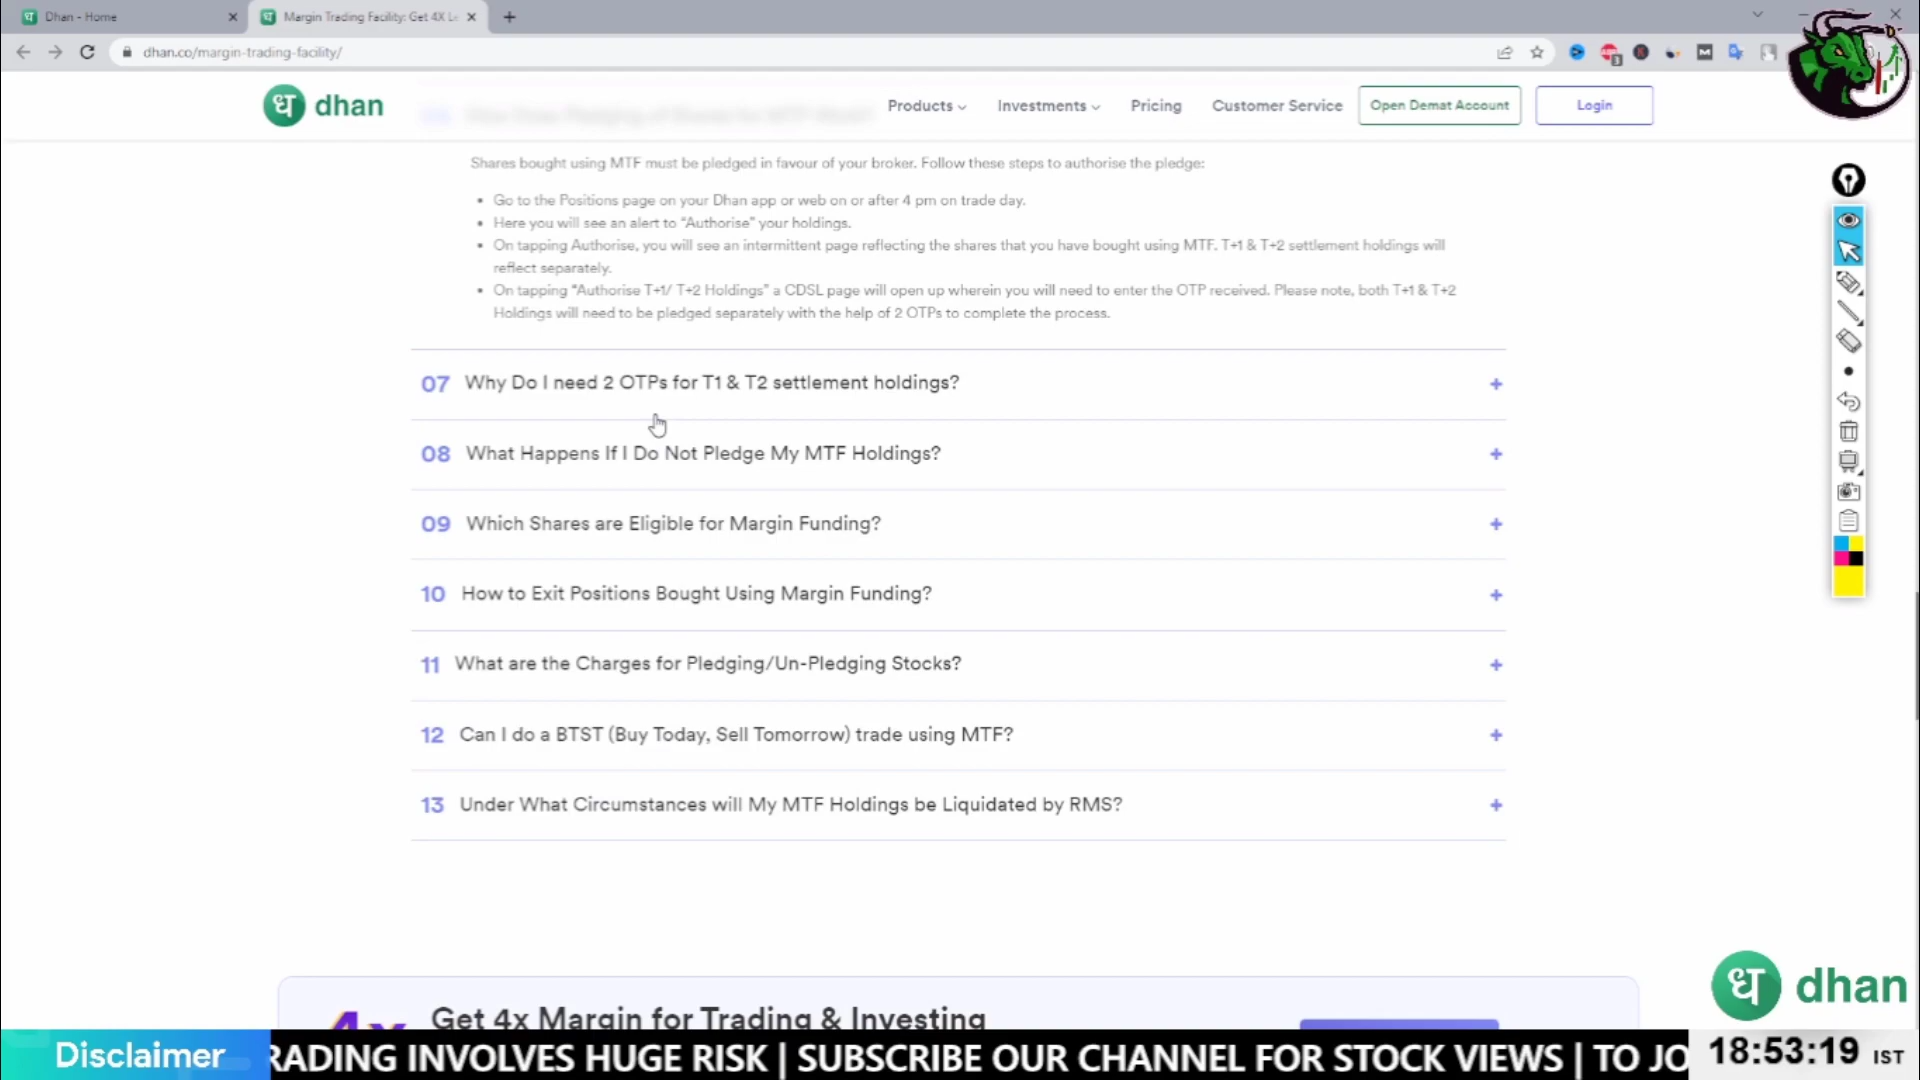 Dhan - Home
Margin Trading Facility: Get 4X Le
dhan.co/margin-trading-facility/
ध dhan
Products
Investments
Pricing
Customer Service
Open Demat Account
Login
Shares bought using MTF must be pledged in favour of your broker. Follow these steps to authorise the pledge:
• Go to the Positions page on your Dhan app or web on or after 4 pm on trade day.
• Here you will see an alert to "Authorise" your holdings.
• On tapping Authorise, you will see an intermittent page reflecting the shares that you have bought using MTF. T+1 & T+2 settlement holdings will
reflect separately.
• On tapping "Authorise T+1/ T+2 Holdings" a CDSL page will open up wherein you will need to enter the OTP received. Please note, both T+1 & T+2
Holdings will need to be pledged separately with the help of 2 OTPs to complete the process.
07 Why Do I need 2 OTPs for T1 & T2 settlement holdings? +
08 What Happens If I Do Not Pledge My MTF Holdings? +
09 Which Shares are Eligible for Margin Funding? +
10 How to Exit Positions Bought Using Margin Funding? +
11 What are the Charges for Pledging/Un-Pledging Stocks? +
12 Can I do a BTST (Buy Today, Sell Tomorrow) trade using MTF? +
13 Under What Circumstances will My MTF Holdings be Liquidated by RMS? +
4x Get 4x Margin for Trading & Investing
ध dhan
Disclaimer
RADING INVOLVES HUGE RISK | SUBSCRIBE OUR CHANNEL FOR STOCK VIEWS | TO JO
18:53:19 IST